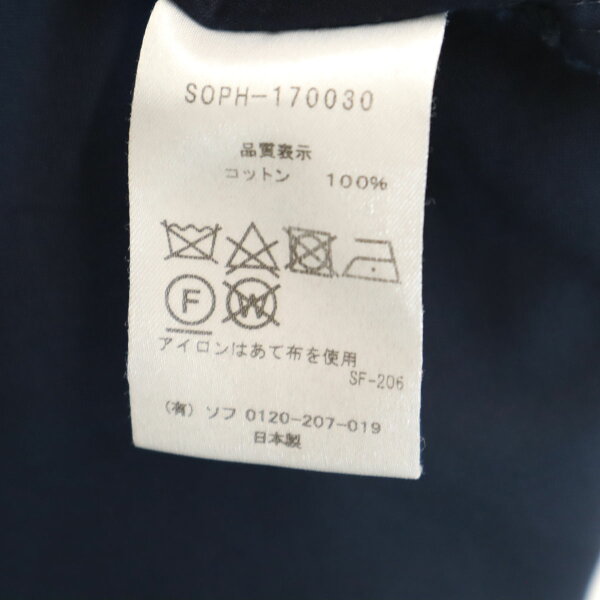 SOPH-170030
品質表示
コットン 100%
F W
アイロンはあて布を使用
SF-206
(有) ソフ 0120-207-019
日本製